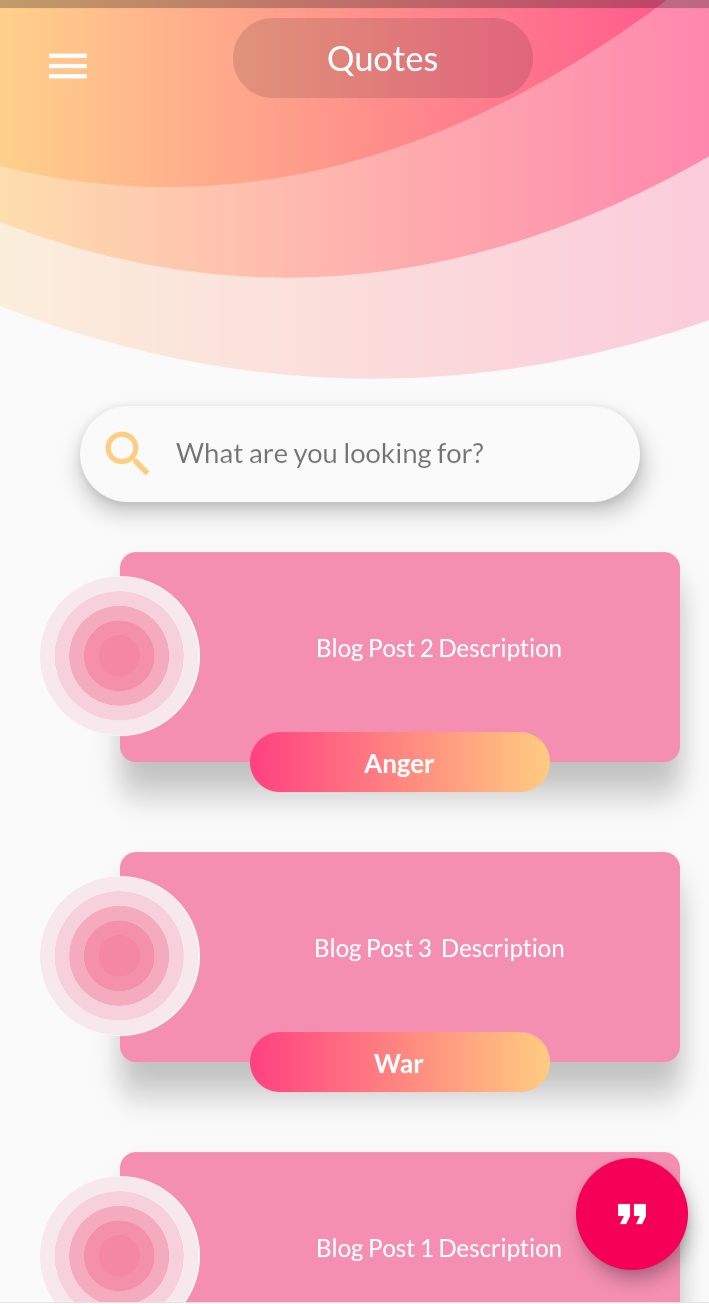 Quotes
What are you looking for?
Blog Post 2 Description
Anger
Blog Post 3  Description
War
Blog Post 1 Description